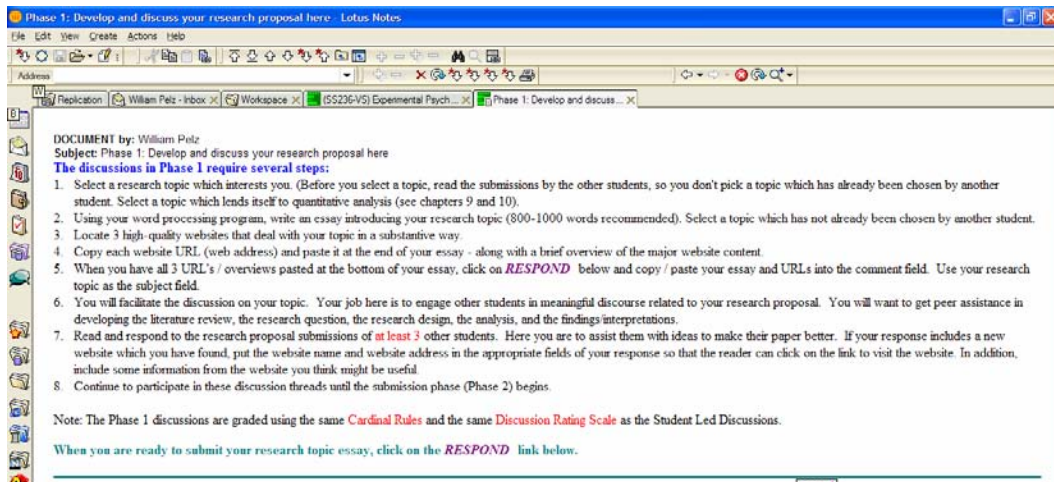 Phase 1: Develop and discuss your research proposal here - Lotus Notes
File Edit View Create Actions Help
Address
Replication William Pelz - Inbox Workspace (SS236-VS) Experimental Psych... Phase 1: Develop and discuss...
DOCUMENT by: William Pelz
Subject: Phase 1: Develop and discuss your research proposal here
The discussions in Phase 1 require several steps:
1. Select a research topic which interests you. (Before you select a topic, read the submissions by the other students, so you don't pick a topic which has already been chosen by another
student. Select a topic which lends itself to quantitative analysis (see chapters 9 and 10).
2. Using your word processing program, write an essay introducing your research topic (800-1000 words recommended). Select a topic which has not already been chosen by another student.
3. Locate 3 high-quality websites that deal with your topic in a substantive way.
4. Copy each website URL (web address) and paste it at the end of your essay - along with a brief overview of the major website content.
5. When you have all 3 URL's / overviews pasted at the bottom of your essay, click on RESPOND below and copy / paste your essay and URLs into the comment field. Use your research
topic as the subject field.
6. You will facilitate the discussion on your topic. Your job here is to engage other students in meaningful discourse related to your research proposal. You will want to get peer assistance in
developing the literature review, the research question, the research design, the analysis, and the findings/interpretations.
7. Read and respond to the research proposal submissions of at least 3 other students. Here you are to assist them with ideas to make their paper better. If your response includes a new
website which you have found, put the website name and website address in the appropriate fields of your response so that the reader can click on the link to visit the website. In addition,
include some information from the website you think might be useful.
8. Continue to participate in these discussion threads until the submission phase (Phase 2) begins.
Note: The Phase 1 discussions are graded using the same Cardinal Rules and the same Discussion Rating Scale as the Student Led Discussions.
When you are ready to submit your research topic essay, click on the RESPOND link below.